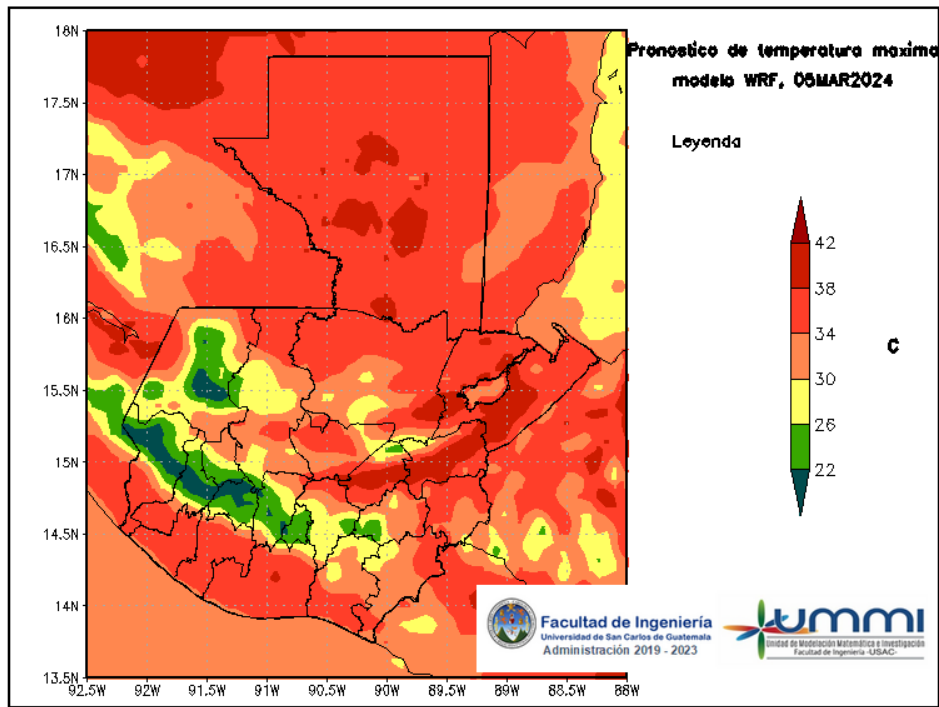 Pronostico de temperatura maxima
modelo WRF, 05MAR2024
Leyenda
42
38
34
30
26
22
C
18N
17.5N
17N
16.5N
16N
15.5N
15N
14.5N
14N
13.5N
92.5W
92W
91.5W
91W
90.5W
90W
89.5W
89W
88.5W
88W
Facultad de Ingeniería
Universidad de San Carlos de Guatemala
Administración 2019 - 2023
ummi
Unidad de Modelación Matemática e Investigación
Facultad de Ingeniería -USAC-